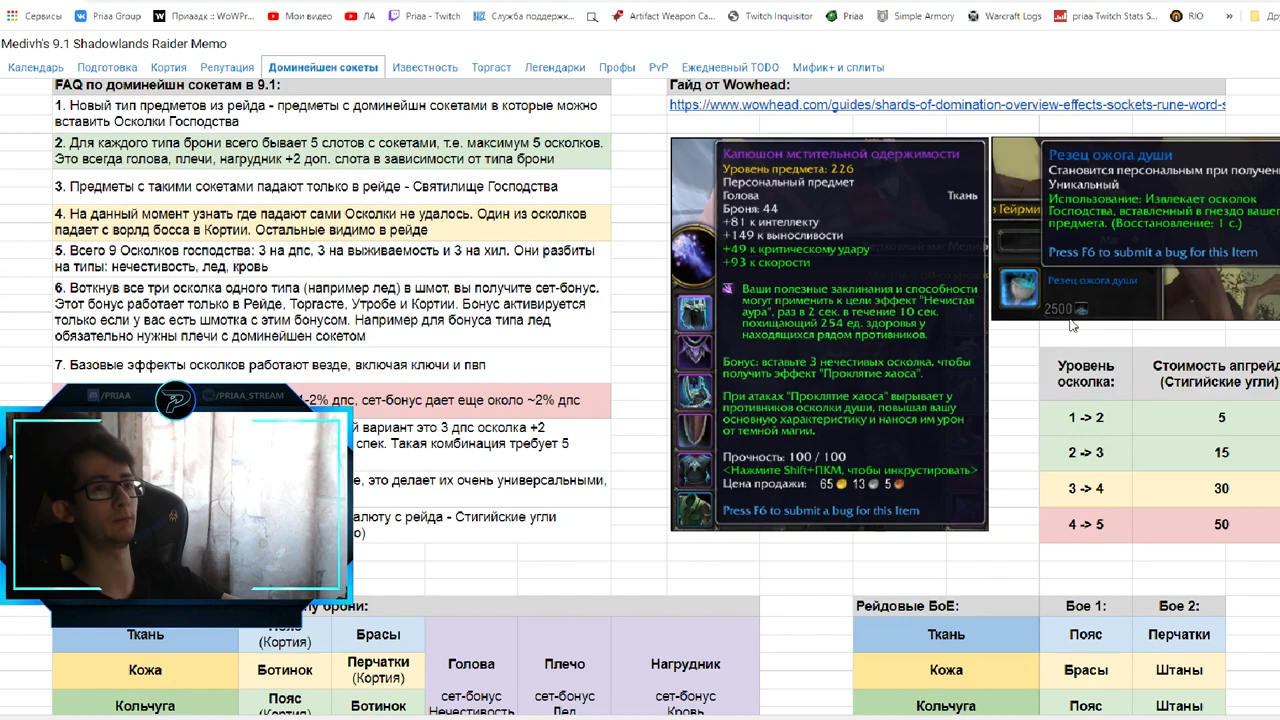 Сервисы
Priaa Group
Приаадк :: WoWPr...
Мои видео
ЛА
Priaa - Twitch
Служба поддержк...
Artifact Weapon Ca...
Twitch Inquisitor
Priaa
Simple Armory
Warcraft Logs
priaa Twitch Stats S...
RIO
»
Medivh's 9.1 Shadowlands Raider Memo
Календарь
Подготовка
Кортия
Репутация
Доминейшен сокеты
Известность
Торгаст
Легендарки
Профы
PvP
Ежедневный TODO
Мифик+ и сплиты
FAQ по доминейшн сокетам в 9.1:
1. Новый тип предметов из рейда - предметы с доминейшн сокетами в которые можно
вставить Осколки Господства
2. Для каждого типа брони всего бывает 5 слотов с сокетами, т.е. максимум 5 осколков.
Это всегда голова, плечи, нагрудник +2 доп. слота в зависимости от типа брони
3. Предметы с такими сокетами падают только в рейде - Святилище Господства
4. На данный момент узнать где падают сами Осколки не удалось. Один из осколков
падает с ворлд босса в Кортии. Остальные видимо в рейде
5. Всего 9 Осколков господства: 3 на дпс, 3 на выживаемость и 3 на хил. Они разбиты
на типы: нечестивость, лед, кровь
6. Воткнув все три осколка одного типа (например лед) в шмот, вы получите сет-бонус.
Этот бонус работает только в Рейде, Торгасте, Утробе и Кортии. Бонус активируется
только если у вас есть шмотка с этим бонусом. Например для бонуса типа лед
обязательно нужны плечи с доминейшен сокетом
7. Базовые эффекты осколков работают везде, включая ключи и пвп
-2% дпс, сет-бонус дает еще около ~2% дпс
вариант это 3 дпс осколка +2
спек. Такая комбинация требует 5
это делает их очень универсальными,
валюту с рейда - Стигийские угли
/PRIAA
/PRIAA_STREAM
Гайд от Wowhead:
https://www.wowhead.com/guides/shards-of-domination-overview-effects-sockets-rune-word-s
Капюшон мстительной одержимости
Уровень предмета: 226
Персональный предмет
Голова
Ткань
Броня: 44
+81 к интеллекту
+149 к выносливости
+49 к критическому удару
+93 к скорости
Ваши полезные заклинания и способности
могут применить к цели эффект "Нечистая
аура", раз в 2 сек. в течение 10 сек.
похищающий 254 ед. здоровья у
находящихся рядом противников.
Бонус: вставьте 3 нечестивых осколка, чтобы
получить эффект "Проклятие хаоса".
При атаках "Проклятие хаоса" вырывает у
противников осколки души, повышая вашу
основную характеристику и нанося им урон
от темной магии.
Прочность: 100 / 100
<Нажмите Shift+ПКМ, чтобы инкрустировать>
Цена продажи: 65 13 5
Press F6 to submit a bug for this Item
Резец ожога души
Становится персональным при получен
Уникальный
Использование: Извлекает осколок
Господства, вставленный в гнездо вашег
предмета. (Восстановление: 1 с.)
Press F6 to submit a bug for this Item
Резец ожога души
2500
Уровень
осколка:
Стоимость апгрейд
(Стигийские угли)
1 -> 2
5
2 -> 3
15
3 -> 4
30
4 -> 5
50
брони:
Ткань
(Кортия)
Брасы
Кожа
Ботинок
Перчатки
(Кортия)
Кольчуга
Пояс
(Кортия)
Ботинок
Голова
сет-бонус
Нечестивость
Плечо
сет-бонус
Лед
Нагрудник
сет-бонус
Кровь
Рейдовые БоЕ:
Бое 1:
Бое 2:
Ткань
Пояс
Перчатки
Кожа
Брасы
Штаны
Кольчуга
Пояс
Штаны